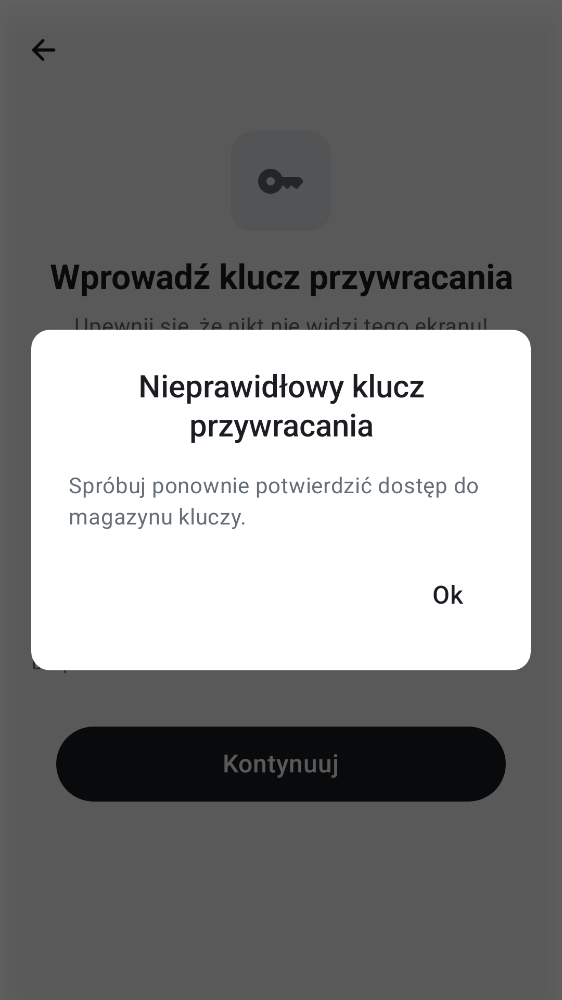 Wprowadź klucz przywracania
Upewnij się, że nikt nie widzi tego ekranu!
Nieprawidłowy klucz
przywracania
Spróbuj ponownie potwierdzić dostęp do
magazynu kluczy.
Ok
Kontynuuj